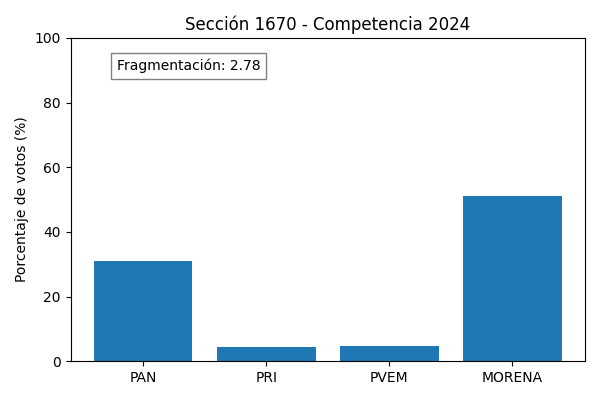 Sección 1670 - Competencia 2024
Fragmentación: 2.78
Porcentaje de votos (%)
100
80
60
40
20
0
PAN PRI PVEM MORENA